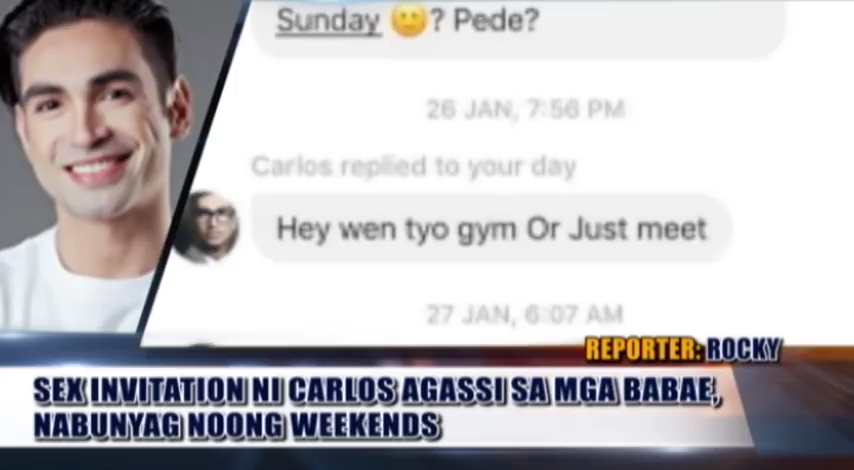 Sunday 🙂? Pede?
26 JAN, 7:56 PM
Carlos replied to your day
Hey wen tyo gym Or Just meet
27 JAN, 6:07 AM
REPORTER: ROCKY
SEX INVITATION NI CARLOS AGASSI SA MGA BABAE,
NABUNYAG NOONG WEEKENDS